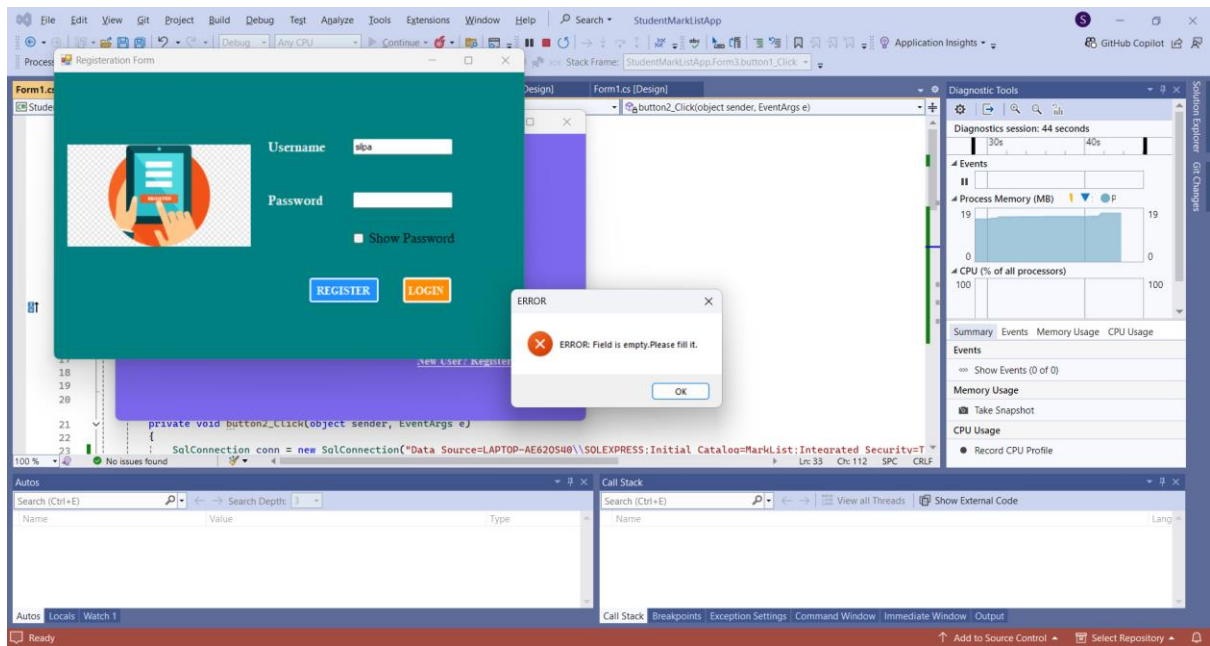 File Edit View Git Project Build Debug Test Analyze Tools Extensions Window Help Search StudentMarkListApp S
Debug Any CPU Continue Application Insights GitHub Copilot
Process Stack Frame: StudentMarkListApp.Form3.button1_Click
Registeration Form
Form1.cs Design] Form1.cs [Design]
Stude button2_Click(object sender, EventArgs e)
Username silpa
Password
Show Password
REGISTER LOGIN
REGISTER
ERROR
ERROR: Field is empty.Please fill it.
OK
New User? Register
17
18
19
20
21 private void button2_Click(object sender, EventArgs e)
22 {
23 SqlConnection conn = new SqlConnection("Data Source=LAPTOP-AE62OS40\\SQLEXPRESS;Initial Catalog=MarkList;Integrated Security=T
100 % No issues found Ln: 33 Ch: 112 SPC CRLF
Diagnostic Tools
Diagnostics session: 44 seconds
30s 40s
Events
Process Memory (MB) P
19 19
0 0
CPU (% of all processors)
100 100
Summary Events Memory Usage CPU Usage
Events
Show Events (0 of 0)
Memory Usage
Take Snapshot
CPU Usage
Record CPU Profile
Solution Explorer
Git Changes
Autos
Search (Ctrl+E) Search Depth: 3
Name Value Type
Autos Locals Watch 1
Call Stack
Search (Ctrl+E) View all Threads Show External Code
Name Lang
Call Stack Breakpoints Exception Settings Command Window Immediate Window Output
Ready Add to Source Control Select Repository